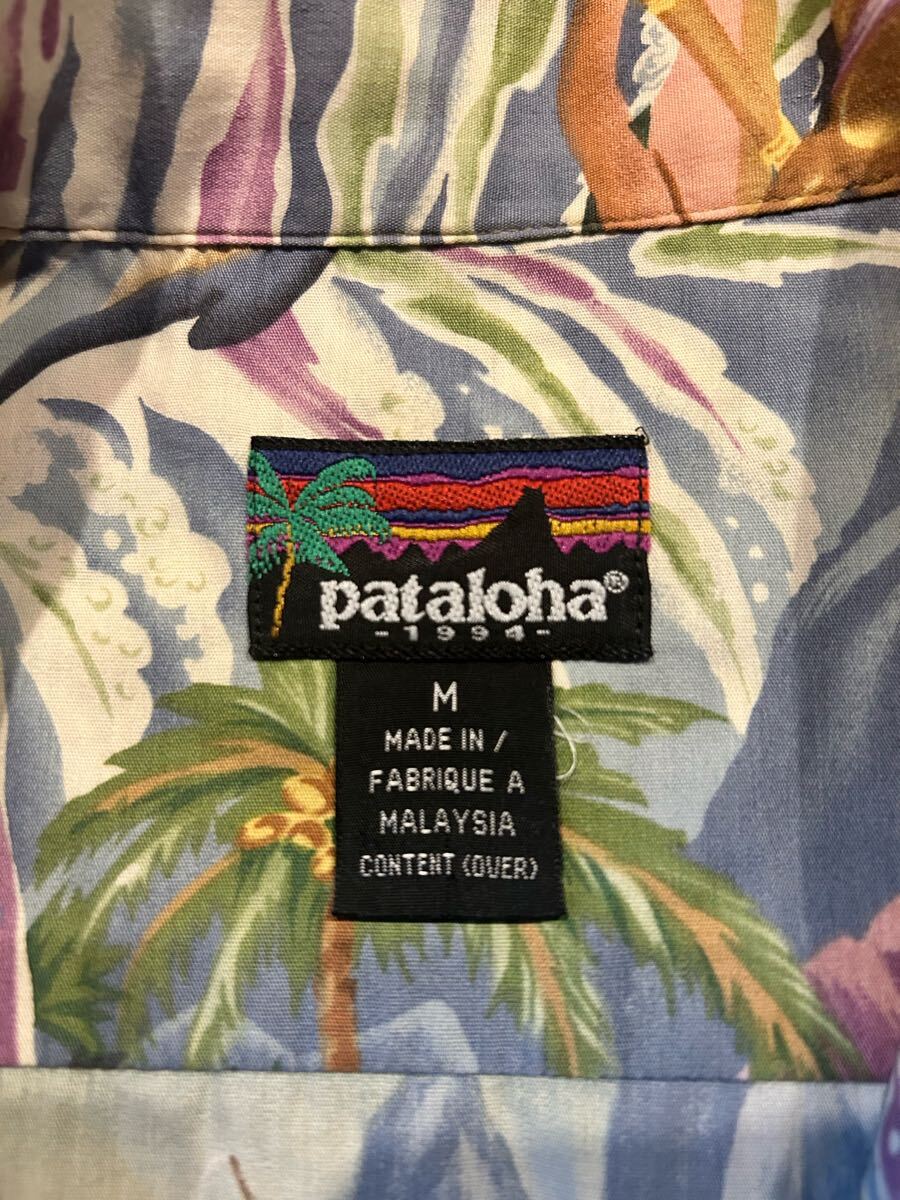 pataloha®
-1994-
M
MADE IN /
FABRIQUE A
MALAYSIA
CONTENT (OVER)